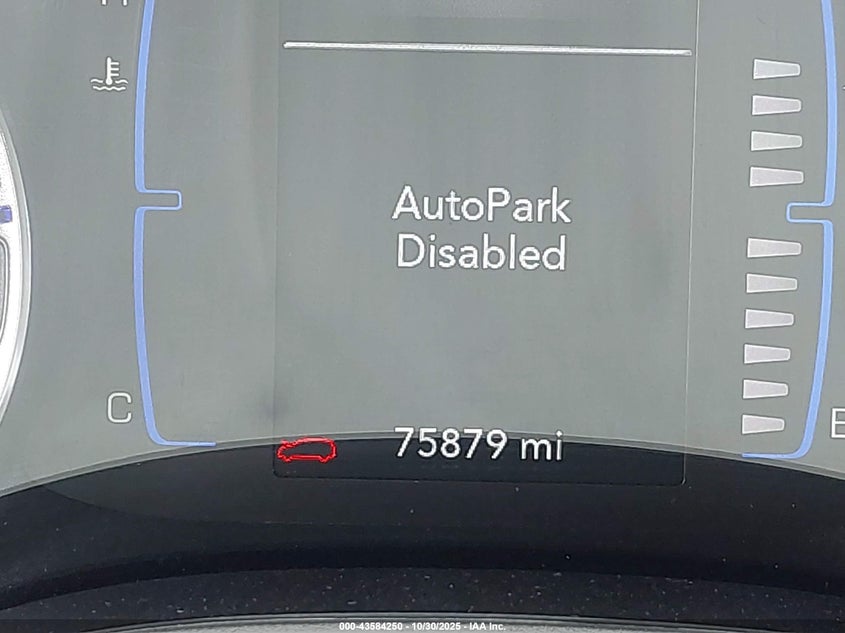 AutoPark
Disabled
C
75879 mi
000-43584250 - 10/30/2025 - IAA Inc.